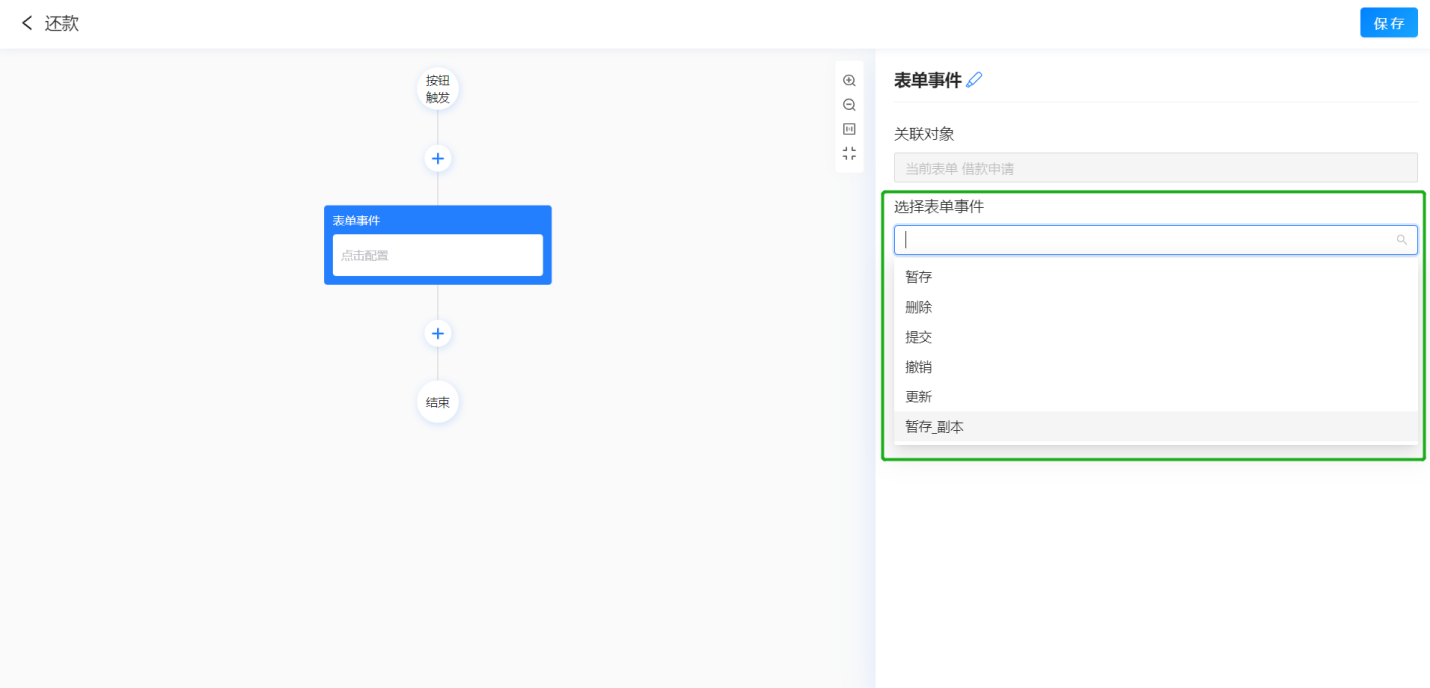 还款
保存
按钮
触发
表单事件
点击配置
结束
表单事件
关联对象
当前表单 借款申请
选择表单事件
暂存
删除
提交
撤销
更新
暂存_副本